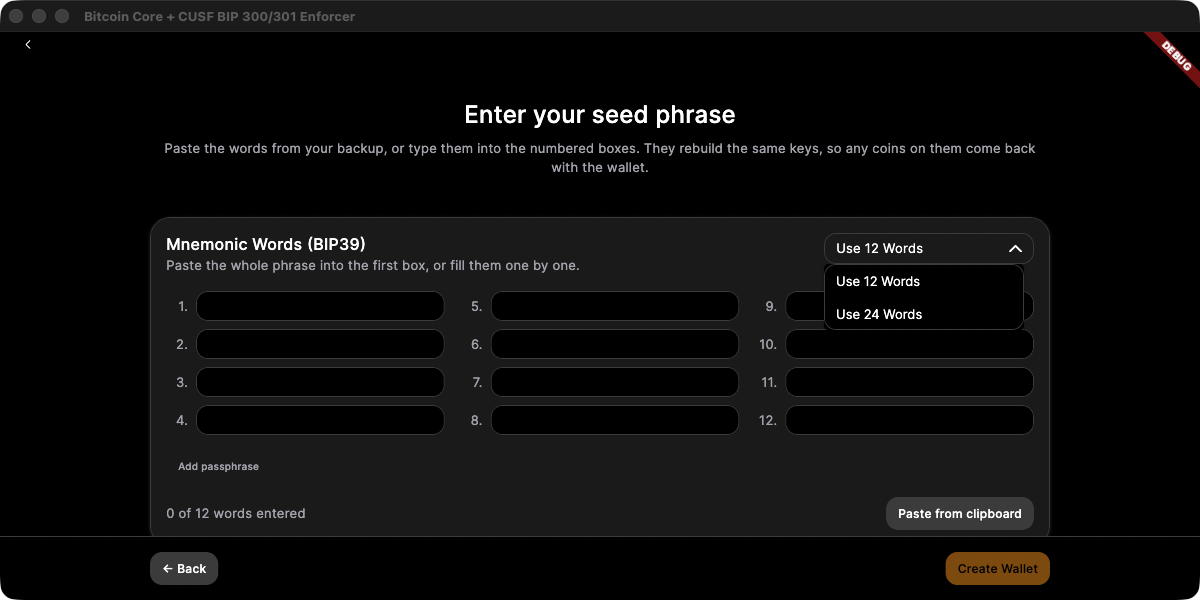 Bitcoin Core + CUSF BIP 300/301 Enforcer
DEBUG
Enter your seed phrase
Paste the words from your backup, or type them into the numbered boxes. They rebuild the same keys, so any coins on them come back
with the wallet.
Mnemonic Words (BIP39)
Use 12 Words
Paste the whole phrase into the first box, or fill them one by one.
Use 12 Words
Use 24 Words
1. 5. 9.
2. 6. 10.
3. 7. 11.
4. 8. 12.
Add passphrase
0 of 12 words entered
Paste from clipboard
← Back
Create Wallet